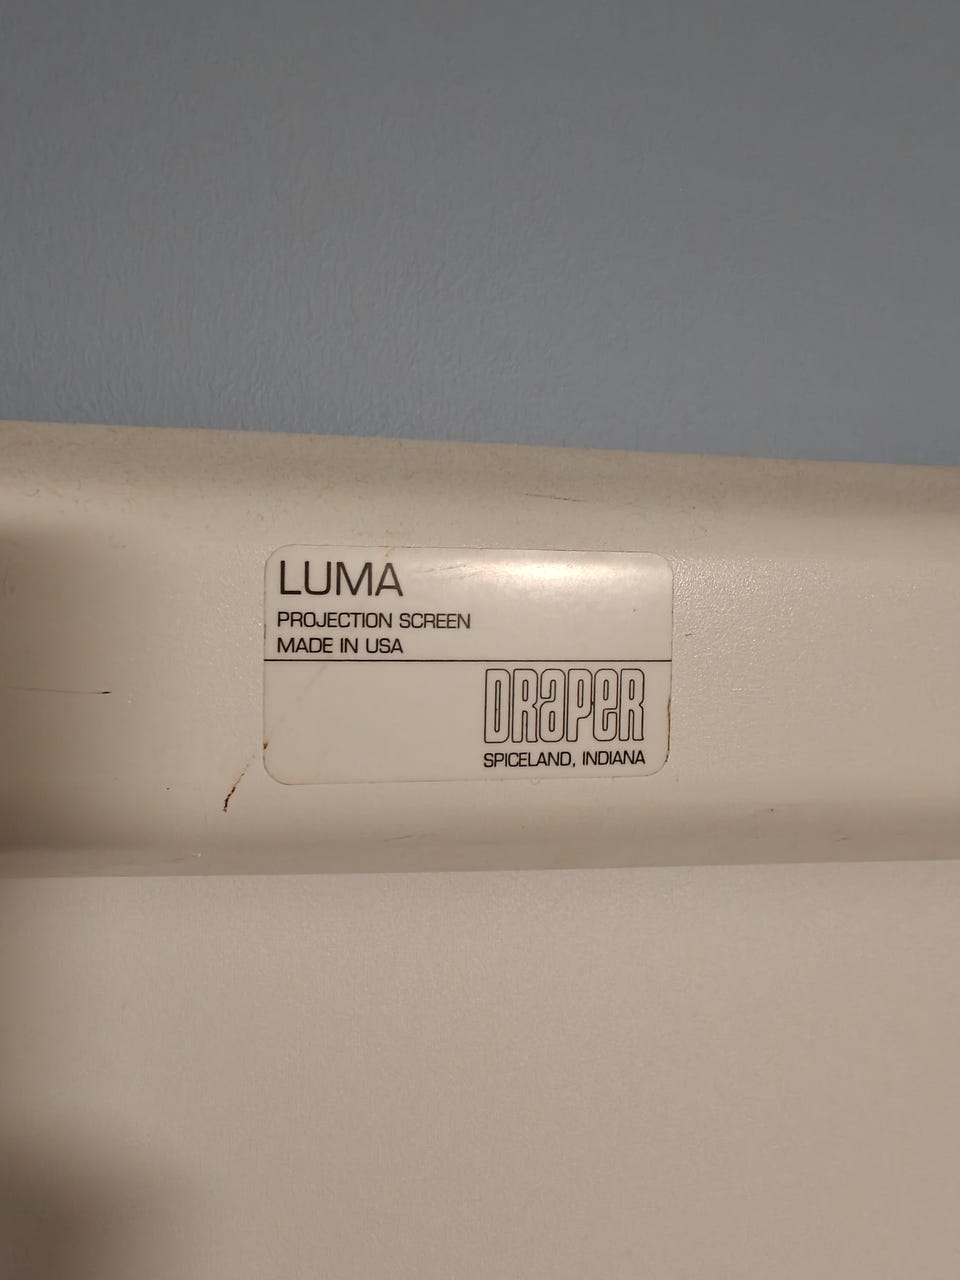 LUMA
PROJECTION SCREEN
MADE IN USA
DRAPER
SPICELAND, INDIANA